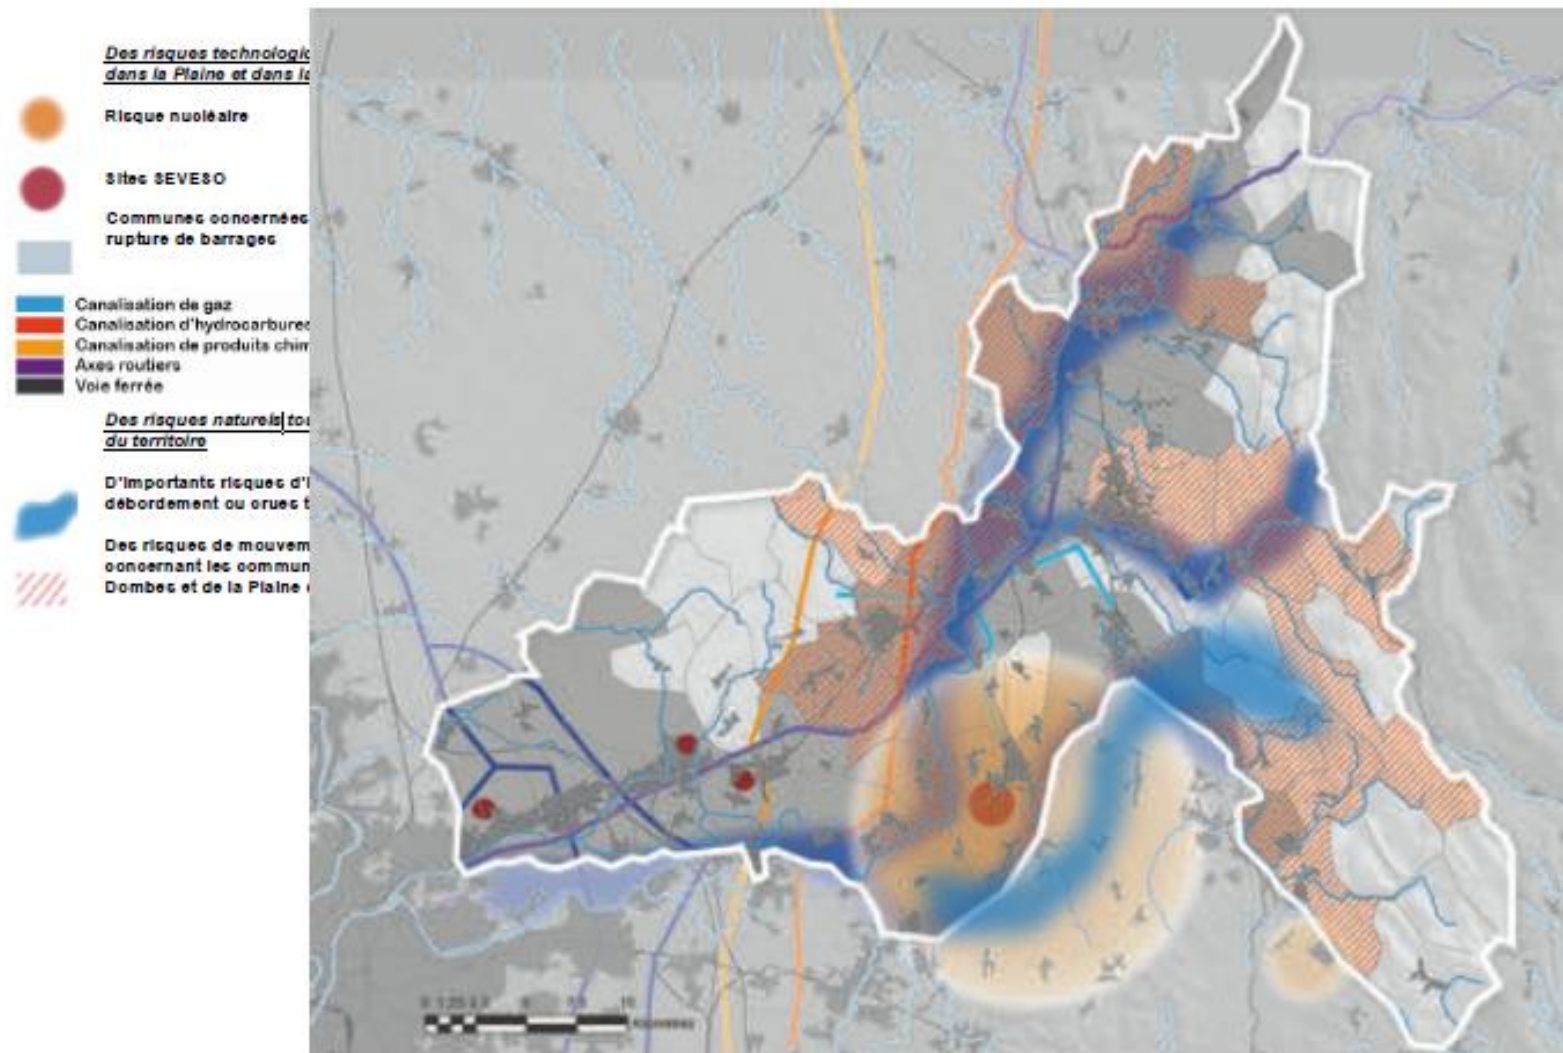 Des risques technologic
dans la Plaine et dans la
Risque nucléaire
Sites SEVESO
Communes concernées
rupture de barrages
Canalisation de gaz
Canalisation d'hydrocarbures
Canalisation de produits chim
Axes routiers
Voie ferrée
Des risques naturels tou
du territoire
D'importants risques d'i
débordement ou crues t
Des risques de mouvem
concernant les commun
Dombes et de la Plaine